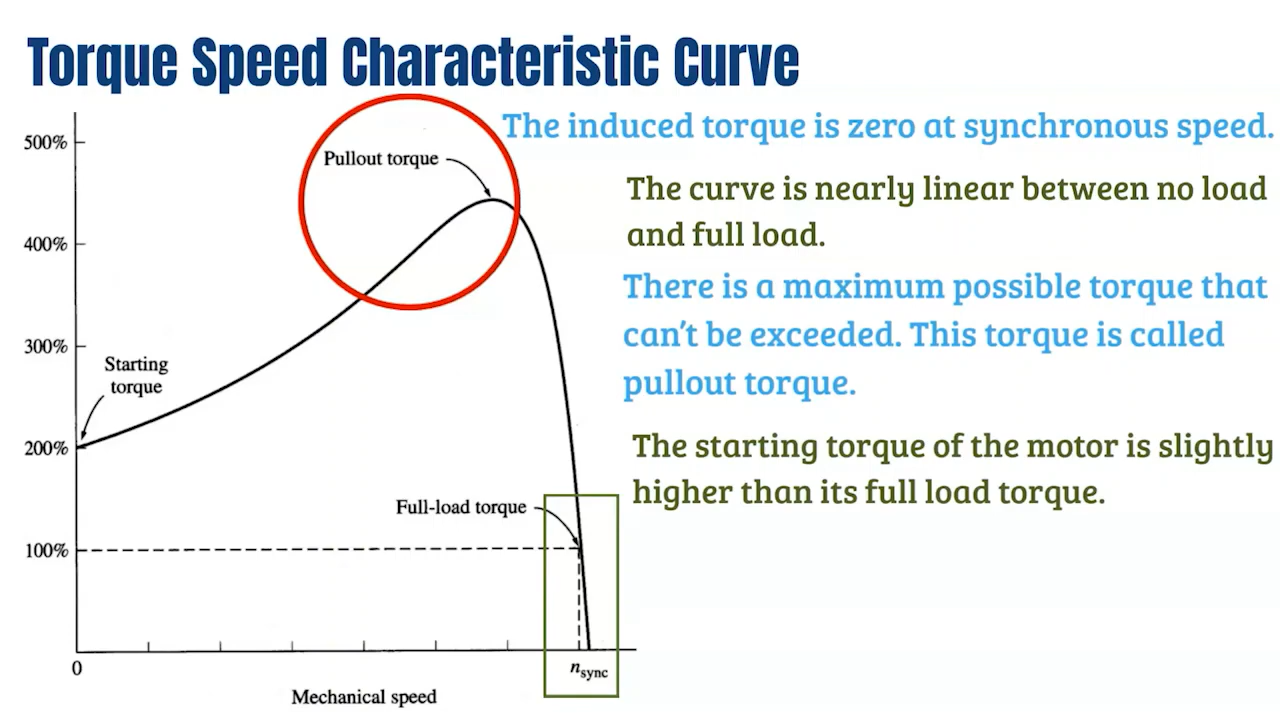 Torque Speed Characteristic Curve
The induced torque is zero at synchronous speed.
The curve is nearly linear between no load
and full load.
There is a maximum possible torque that
can't be exceeded. This torque is called
pullout torque.
The starting torque of the motor is slightly
higher than its full load torque.
500%
Pullout torque
400%
300%
Starting
torque
200%
Full-load torque
100%
0
nsync
Mechanical speed